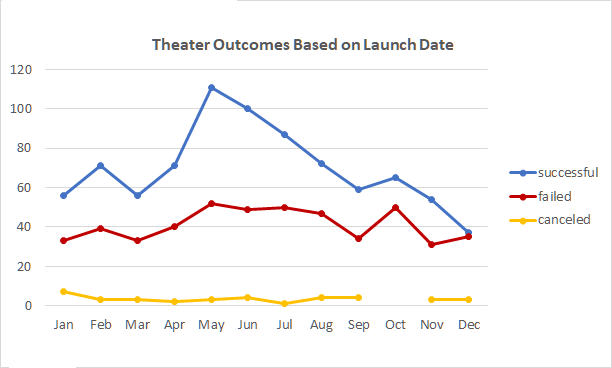 Theater Outcomes Based on Launch Date
120
100
80
60
40
20
0
Jan Feb Mar Apr May Jun Jul Aug Sep Oct Nov Dec
successful
failed
canceled